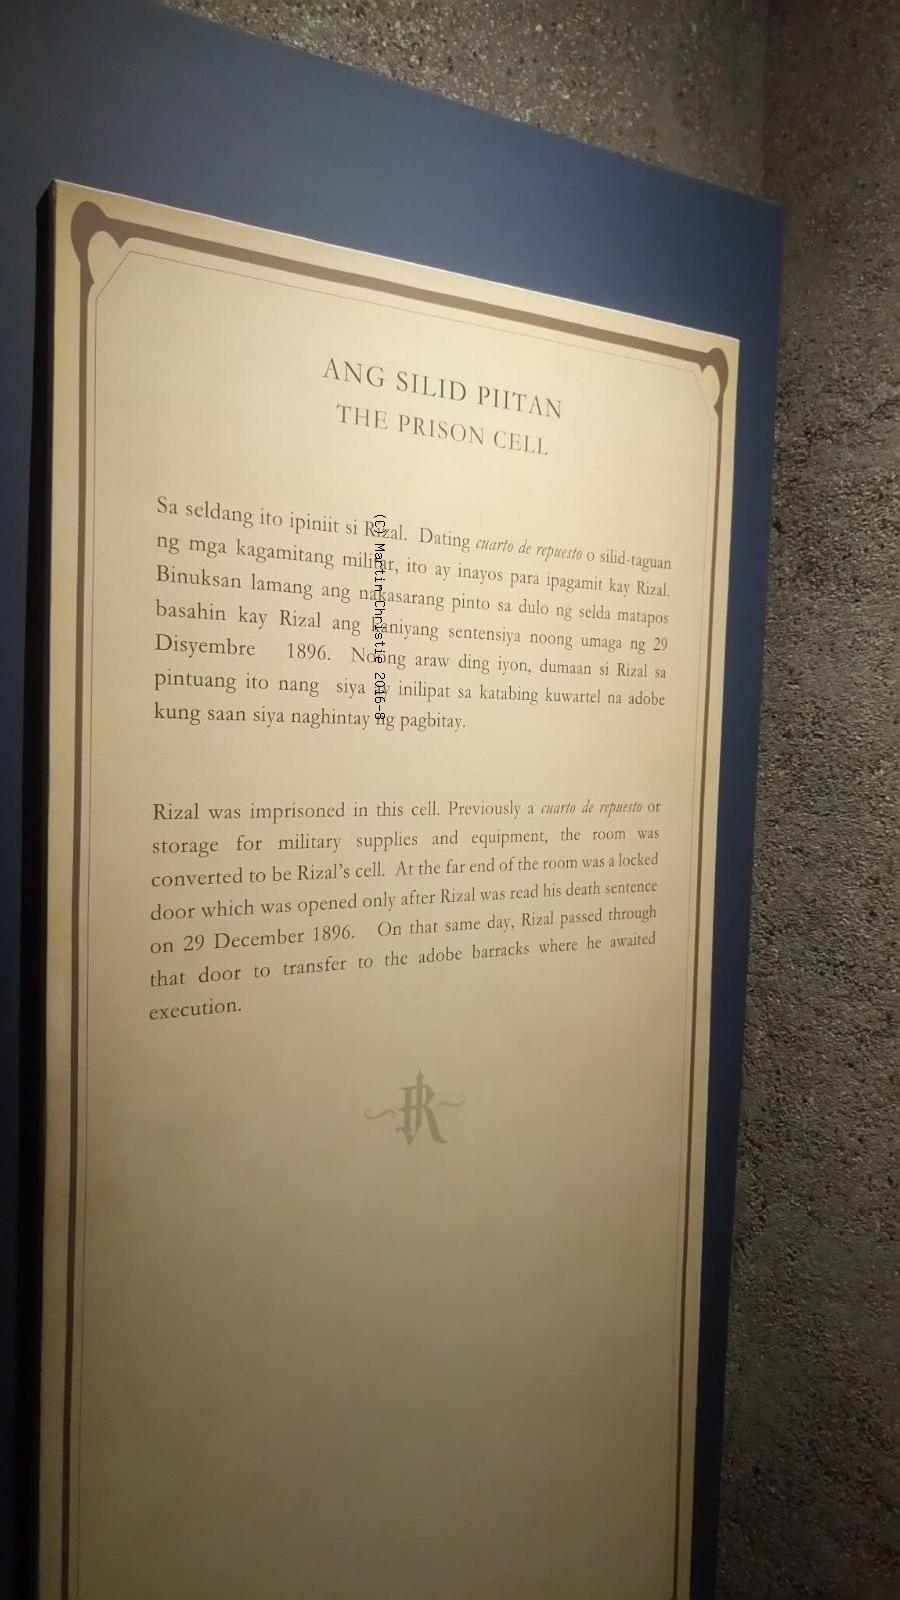 ANG SILID PIITAN
THE PRISON CELL
Sa seldang ito ipiniit si Rizal. Dating cuarto de repuesto o silid-taguan
ng mga kagamitang militar, ito ay inayos para ipagamit kay Rizal.
Binuksan lamang ang nakasarang pinto sa dulo ng selda matapos
basahin kay Rizal ang kaniyang sentensiya noong umaga ng 29
Disyembre 1896. Noong araw ding iyon, dumaan si Rizal sa
pintuang ito nang siya ay inilipat sa katabing kuwartel na adobe
kung saan siya naghintay ng pagbitay.
Rizal was imprisoned in this cell. Previously a cuarto de repuesto or
storage for military supplies and equipment, the room was
converted to be Rizal's cell. At the far end of the room was a locked
door which was opened only after Rizal was read his death sentence
on 29 December 1896. On that same day, Rizal passed through
that door to transfer to the adobe barracks where he awaited
execution.
JR
(C) MartinChristie 2016-8